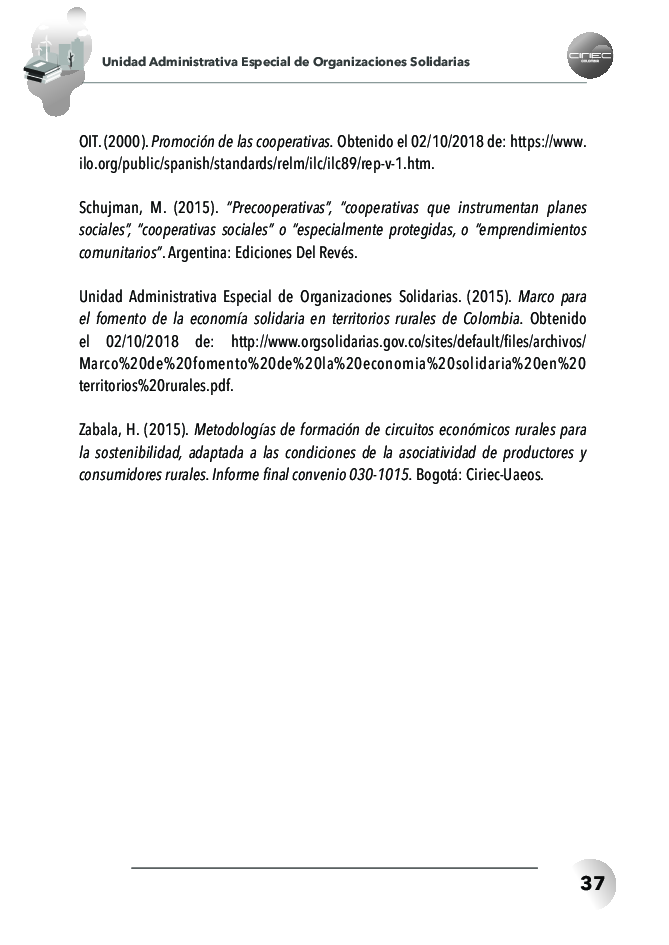 Unidad Administrativa Especial de Organizaciones Solidarias
CIRIEC
COLOMBIA
OIT. (2000). Promoción de las cooperativas. Obtenido el 02/10/2018 de: https://www.
ilo.org/public/spanish/standards/relm/ilc/ilc89/rep-v-1.htm.
Schujman, M. (2015). “Precooperativas”, “cooperativas que instrumentan planes
sociales”, “cooperativas sociales” o “especialmente protegidas, o “emprendimientos
comunitarios”. Argentina: Ediciones Del Revés.
Unidad Administrativa Especial de Organizaciones Solidarias. (2015). Marco para
el fomento de la economía solidaria en territorios rurales de Colombia. Obtenido
el 02/10/2018 de: http://www.orgsolidarias.gov.co/sites/default/files/archivos/
Marco%20de%20fomento%20de%20la%20economia%20solidaria%20en%20
territorios%20rurales.pdf.
Zabala, H. (2015). Metodologías de formación de circuitos económicos rurales para
la sostenibilidad, adaptada a las condiciones de la asociatividad de productores y
consumidores rurales. Informe final convenio 030-1015. Bogotá: Ciriec-Uaeos.
37